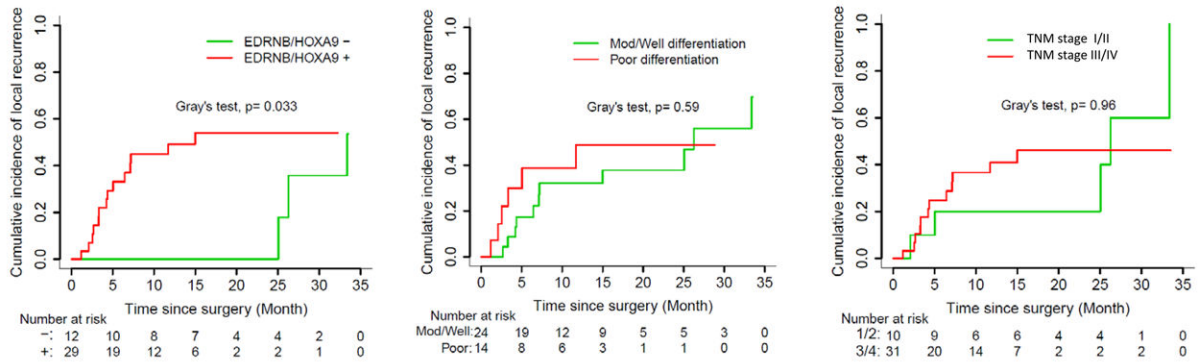 Cumulative incidence of local recurrence
1.0
0.8
0.6
0.4
0.2
0.0
EDRNB/HOXA9 −
EDRNB/HOXA9 +
Gray's test, p= 0.033
0 5 10 15 20 25 30 35
Time since surgery (Month)
Number at risk
−: 12 10 8 7 4 4 2 0
+: 29 19 12 6 2 2 1 0
Cumulative incidence of local recurrence
1.0
0.8
0.6
0.4
0.2
0.0
Mod/Well differentiation
Poor differentiation
Gray's test, p= 0.59
0 5 10 15 20 25 30 35
Time since surgery (Month)
Number at risk
Mod/Well: 24 19 12 9 5 5 3 0
Poor: 14 8 6 3 1 1 0 0
Cumulative incidence of local recurrence
1.0
0.8
0.6
0.4
0.2
0.0
TNM stage I/II
TNM stage III/IV
Gray's test, p= 0.96
0 5 10 15 20 25 30 35
Time since surgery (Month)
Number at risk
1/2: 10 9 6 6 4 4 1 0
3/4: 31 20 14 7 2 2 2 0